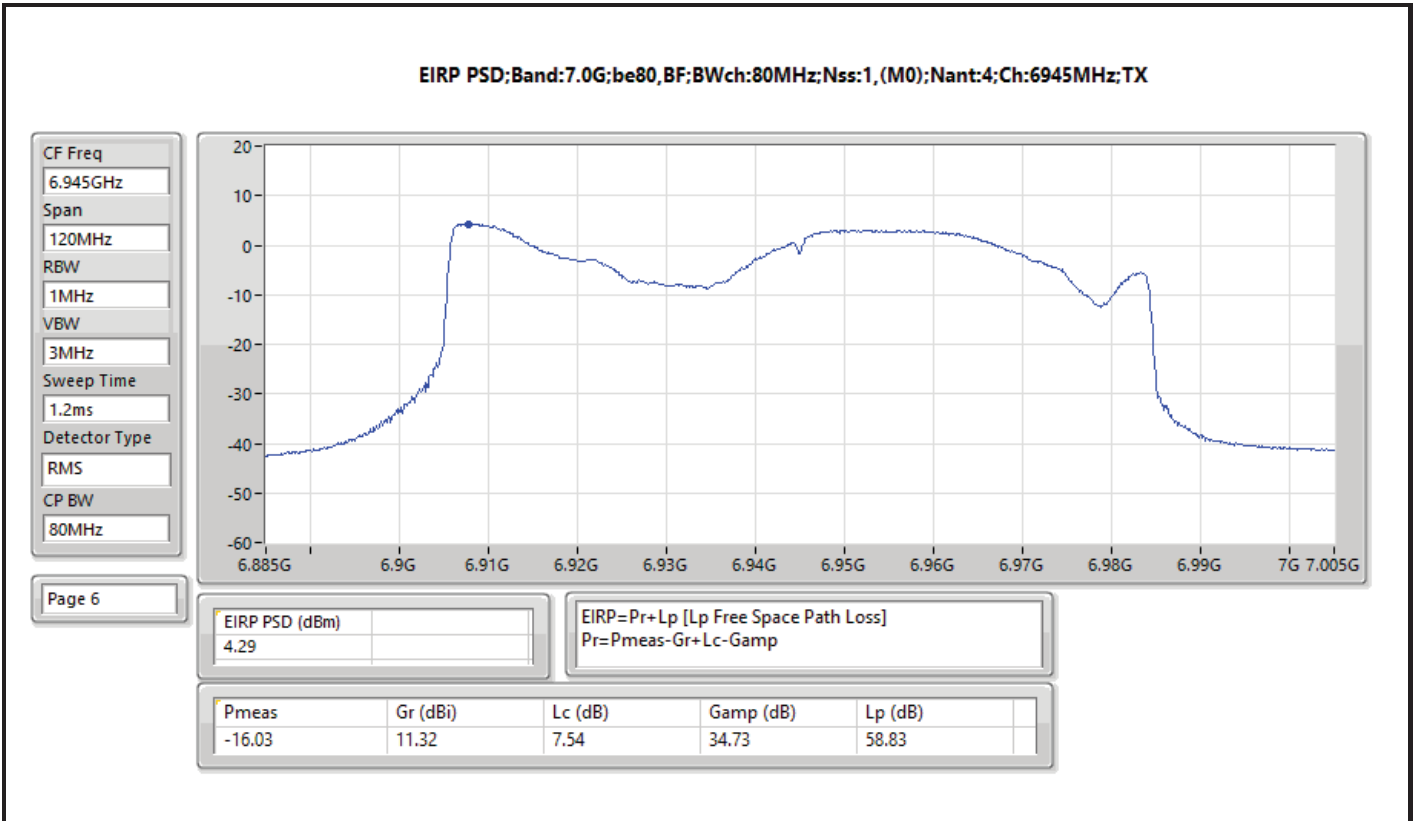 EIRP PSD;Band:7.0G;be80,BF;BWch:80MHz;Nss:1,(M0);Nant:4;Ch:6945MHz;TX
CF Freq
6.945GHz
Span
120MHz
RBW
1MHz
VBW
3MHz
Sweep Time
1.2ms
Detector Type
RMS
CP BW
80MHz
Page 6
20
10
0
-10
-20
-30
-40
-50
-60
6.885G 6.9G 6.91G 6.92G 6.93G 6.94G 6.95G 6.96G 6.97G 6.98G 6.99G 7G 7.005G
EIRP PSD (dBm)
4.29
EIRP=Pr+Lp [Lp Free Space Path Loss]
Pr=Pmeas-Gr+Lc-Gamp
Pmeas Gr (dBi) Lc (dB) Gamp (dB) Lp (dB)
-16.03 11.32 7.54 34.73 58.83